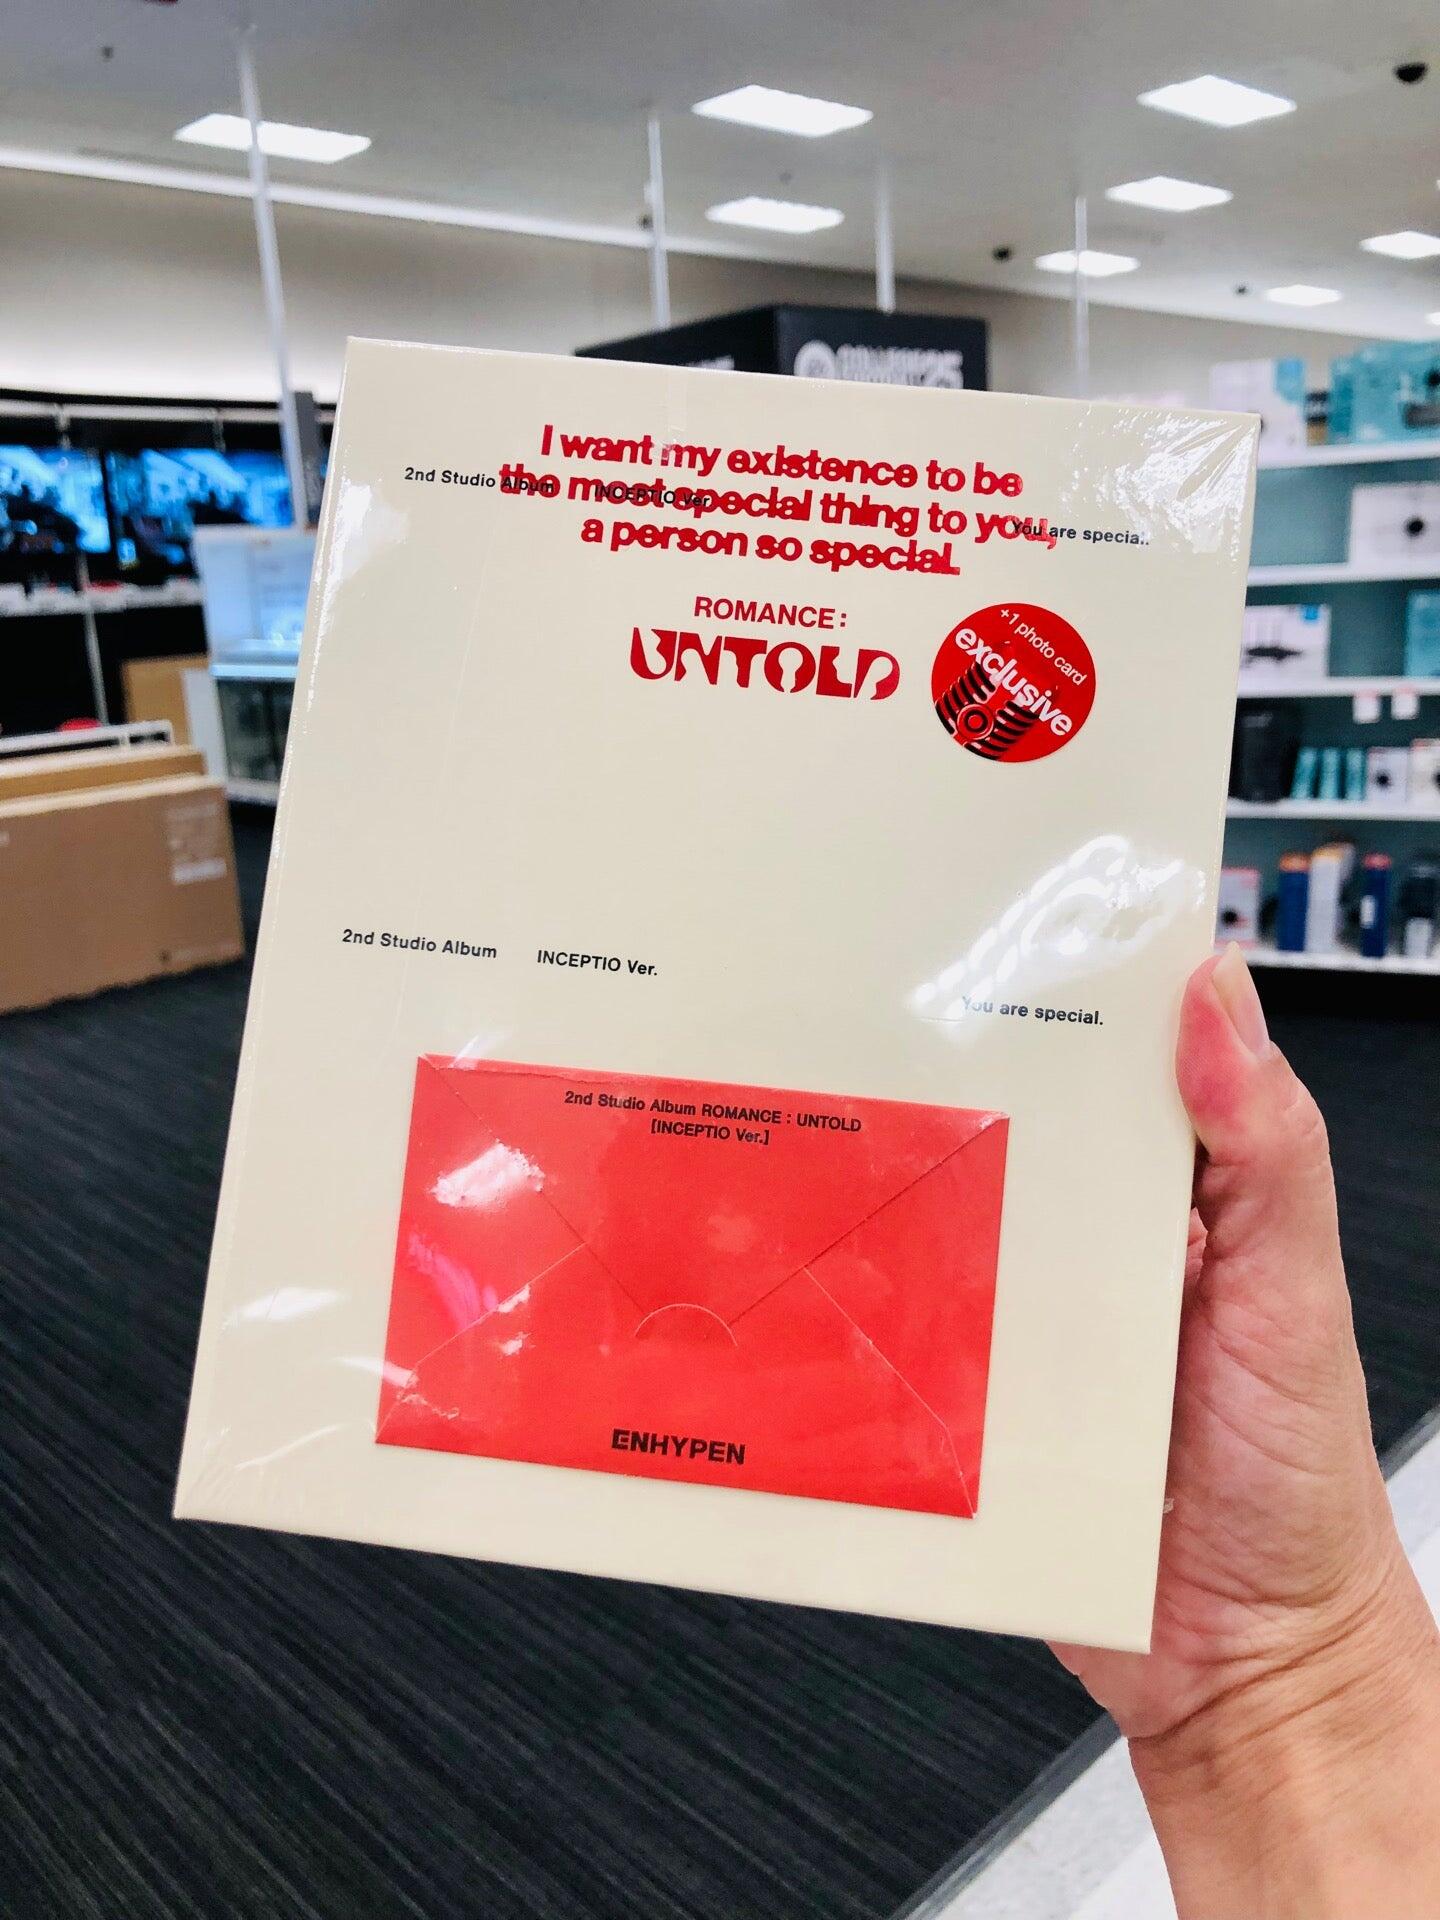 25
I want my existence to be
2nd Studio Album INCEPTIO Ver.
the most special thing to you,
You are special.
a person so special.
ROMANCE:
UNTOLD
+1 photo card
exclusive
2nd Studio Album INCEPTIO Ver.
You are special.
2nd Studio Album ROMANCE : UNTOLD
[INCEPTIO Ver.]
ENHYPEN